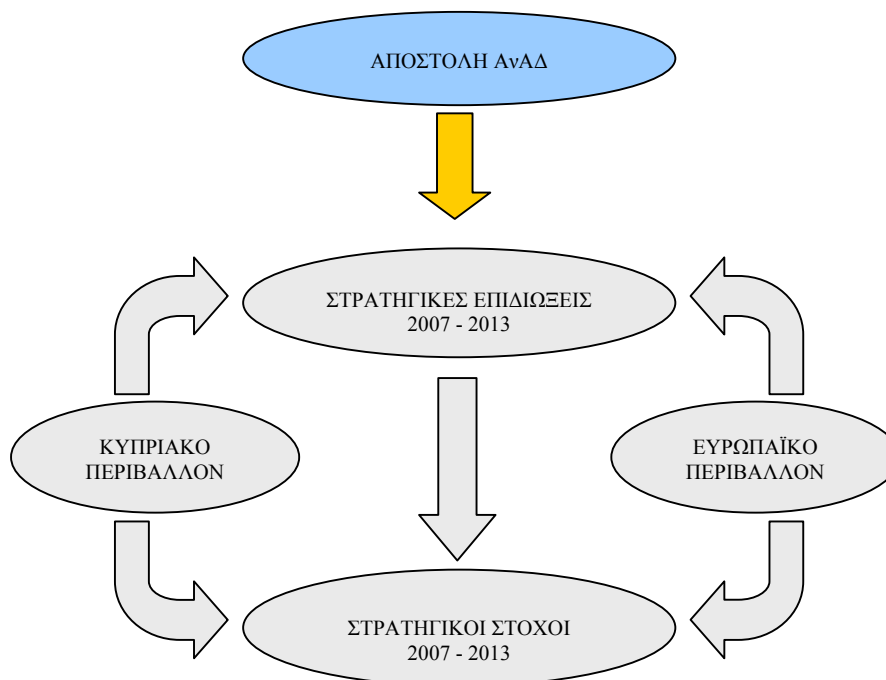 ΑΠΟΣΤΟΛΗ ΑνΑΔ
ΣΤΡΑΤΗΓΙΚΕΣ ΕΠΙΔΙΩΞΕΙΣ
2007 - 2013
ΚΥΠΡΙΑΚΟ
ΠΕΡΙΒΑΛΛΟΝ
ΕΥΡΩΠΑΪΚΟ
ΠΕΡΙΒΑΛΛΟΝ
ΣΤΡΑΤΗΓΙΚΟΙ ΣΤΟΧΟΙ
2007 - 2013